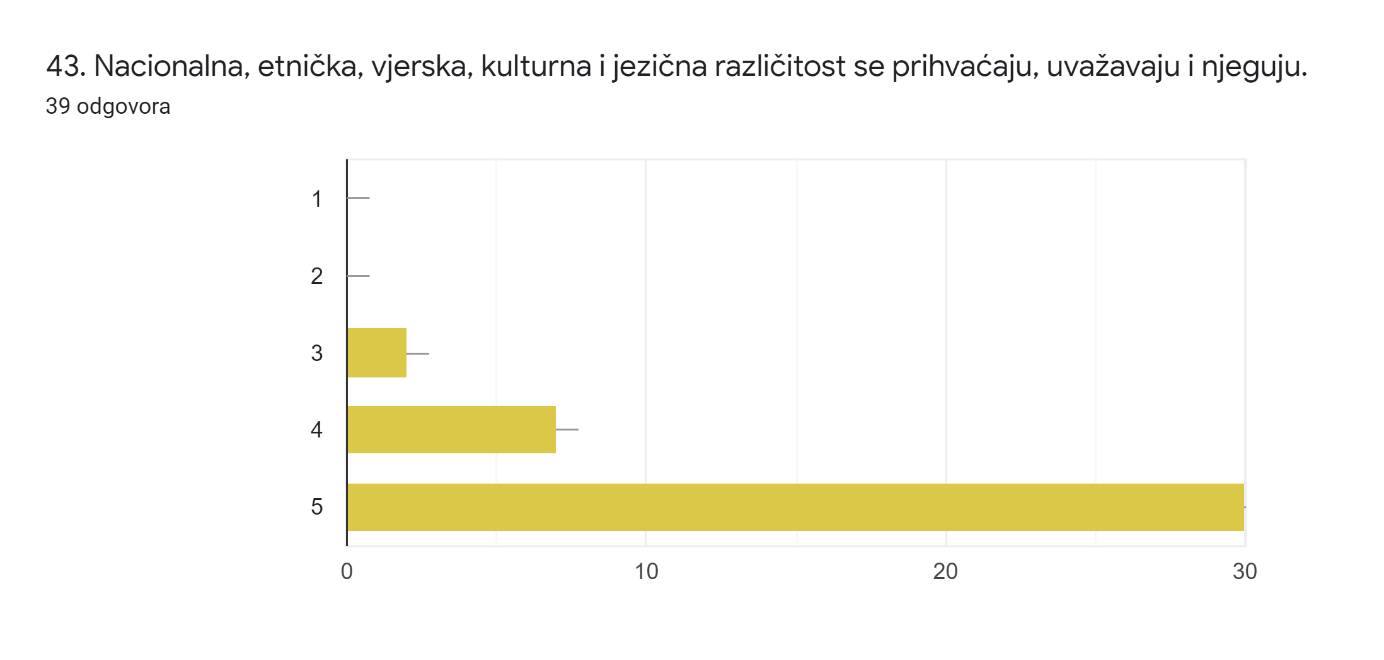 43. Nacionalna, etnička, vjerska, kulturna i jezična različitost se prihvaćaju, uvažavaju i njeguju.
39 odgovora
1
2
3
4
5
0 10 20 30